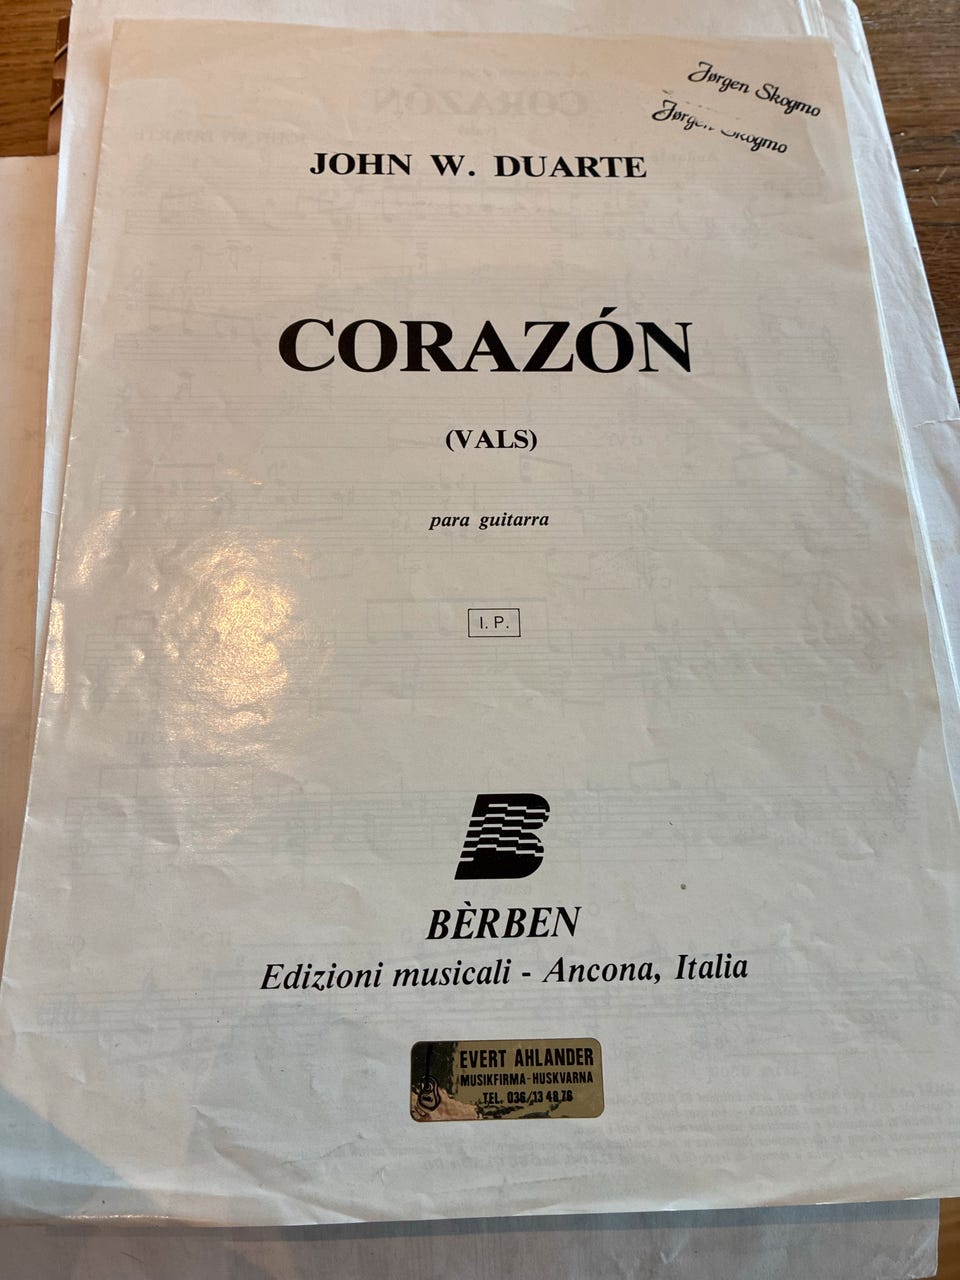 Jørgen Skogmo
Jørgen Skogmo
JOHN W. DUARTE
CORAZÓN
(VALS)
para guitarra
I. P.
B
BÈRBEN
Edizioni musicali - Ancona, Italia
EVERT AHLANDER
MUSIKFIRMA-HUSKVARNA
TEL. 036/13 48 76